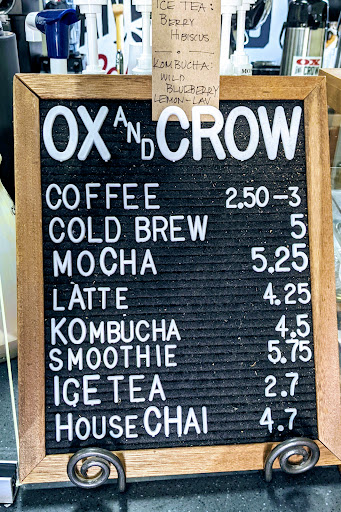 ICE TEA:
BERRY
HIBISCUS
KOMBUCHA:
WILD
BLUEBERRY
LEMON-LAV
OX
OX AND CROW
COFFEE 2.50-3
COLD BREW 5
MOCHA 5.25
LATTE 4.25
KOMBUCHA 4.5
SMOOTHIE 5.75
IGE TEA 2.7
HOUSE CHAI 4.7